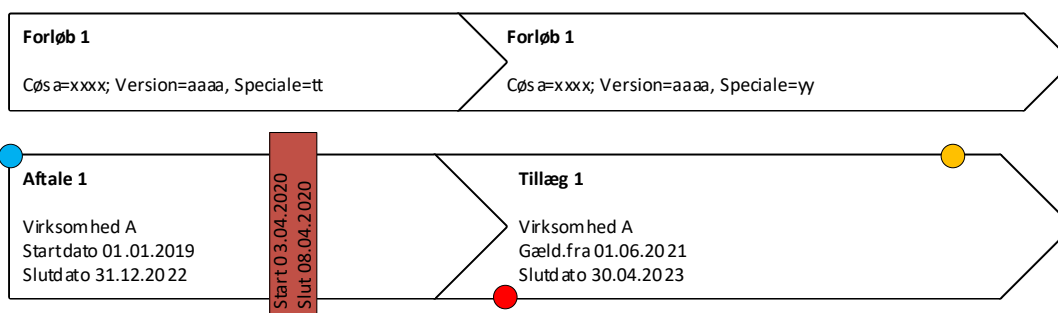 Forløb 1
Cøsa=xxxx; Version=aaaa, Speciale=tt
Forløb 1
Cøsa=xxxx; Version=aaaa, Speciale=yy
Aftale 1
Virksomhed A
Startdato 01.01.2019
Slutdato 31.12.2022
Start 03.04.2020
Slut 08.04.2020
Tillæg 1
Virksomhed A
Gæld.fra 01.06.2021
Slutdato 30.04.2023